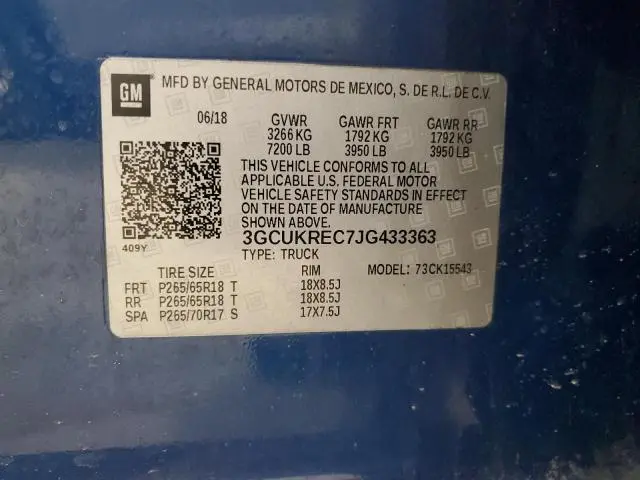 GM MFD BY GENERAL MOTORS DE MEXICO, S. DE R.L. DE C.V.
06/18 GVWR GAWR FRT GAWR RR
3266 KG 1792 KG 1792 KG
7200 LB 3950 LB 3950 LB
THIS VEHICLE CONFORMS TO ALL
APPLICABLE U.S. FEDERAL MOTOR
VEHICLE SAFETY STANDARDS IN EFFECT
ON THE DATE OF MANUFACTURE
3GCUKREC7JG433363
409Y TYPE: TRUCK
TIRE SIZE RIM MODEL: 73CK15543
FRT P265/65R18 T 18X8.5J
RR P265/65R18 T 18X8.5J
SPA P265/70R17 S 17X7.5J